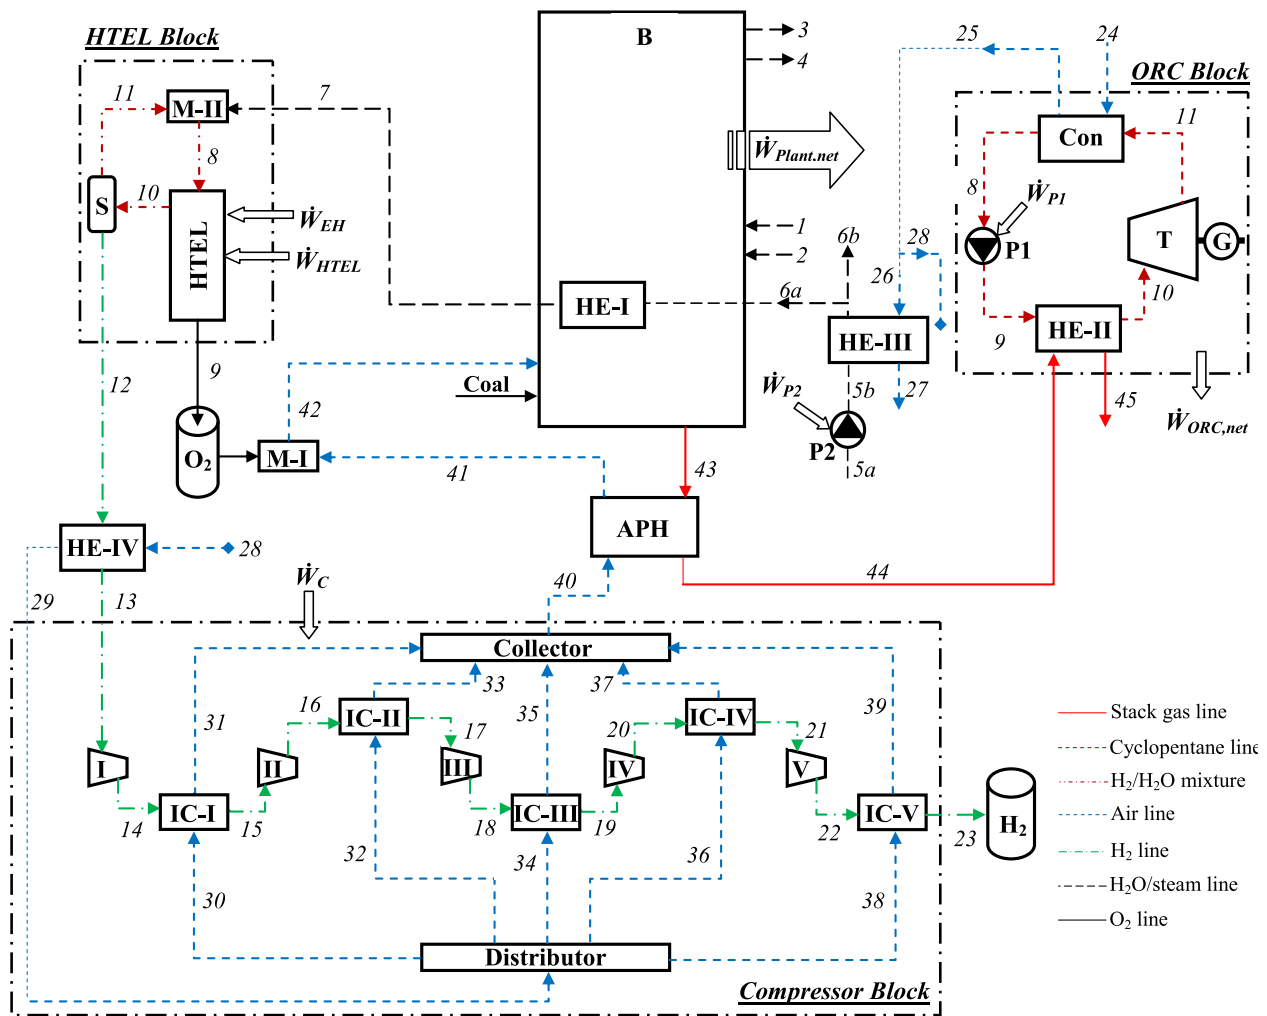 HTEL Block
B
3
4
25
24
ORC Block
11
M-II
7
8
10
S
HTEL
Ẇ_EH
Ẇ_HTEL
Ẇ_Plant.net
1
2
6b
6a
HE-I
28
26
HE-III
27
5b
Ẇ_P2
P2
5a
Con
11
8
Ẇ_P1
P1
T
G
10
9
HE-II
45
Ẇ_ORC,net
12
9
Coal
42
O₂
M-I
41
43
APH
44
HE-IV
28
29
13
Ẇ_C
40
Collector
31
33
35
37
39
16
IC-II
17
20
IC-IV
21
I
II
III
IV
V
14
IC-I
15
18
IC-III
19
22
IC-V
23
H₂
30
32
34
36
38
Distributor
Compressor Block
Stack gas line
Cyclopentane line
H₂/H₂O mixture
Air line
H₂ line
H₂O/steam line
O₂ line